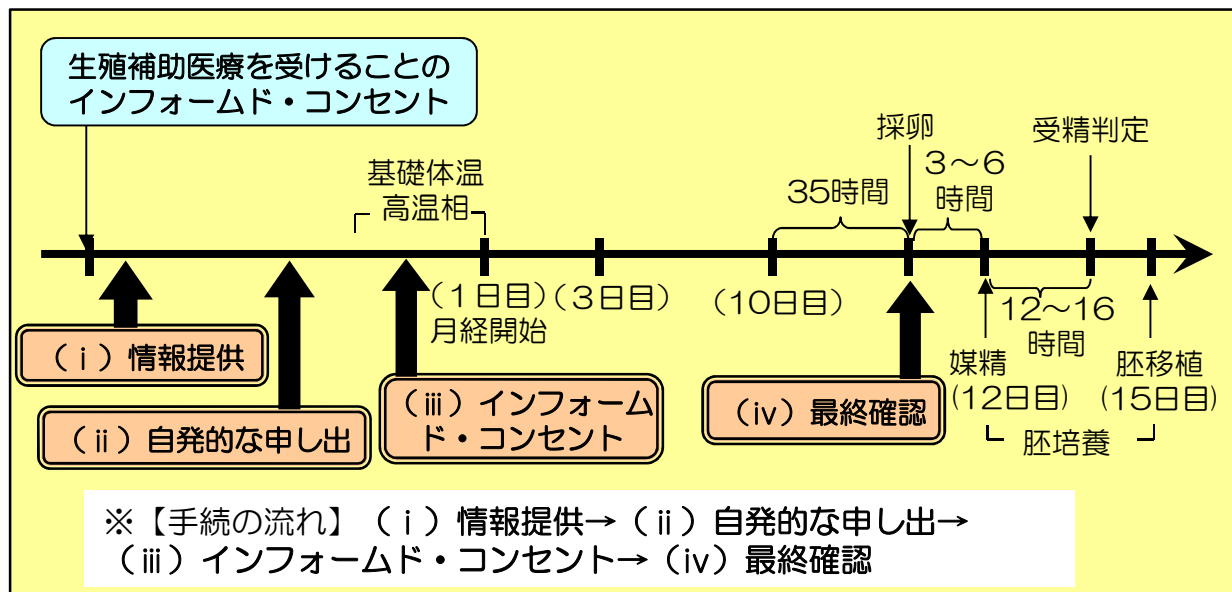 生殖補助医療を受けることの
インフォームド・コンセント
基礎体温
高温相
35時間
採卵
3～6
時間
受精判定
(1日目)
月経開始
(3日目)
(10日目)
12～16
時間
媒精
(12日目)
胚移植
(15日目)
胚培養
(ⅰ)情報提供
(ⅱ)自発的な申し出
(ⅲ)インフォーム
ド・コンセント
(ⅳ)最終確認
※【手続の流れ】(ⅰ)情報提供→(ⅱ)自発的な申し出→
(ⅲ)インフォームド・コンセント→(ⅳ)最終確認